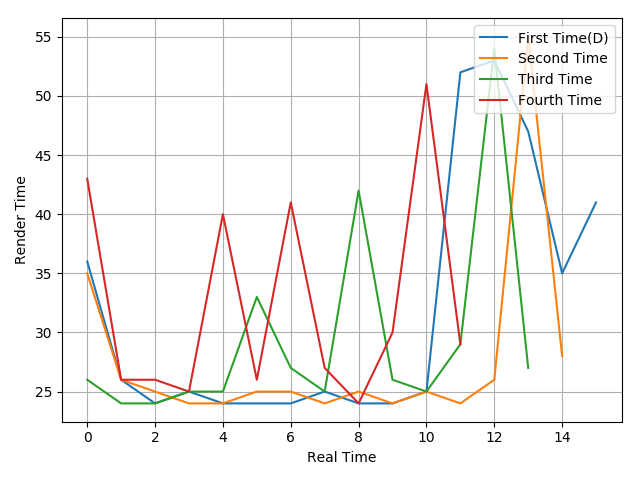 55
50
45
40
35
30
25
Render Time
0 2 4 6 8 10 12 14
Real Time
First Time(D)
Second Time
Third Time
Fourth Time